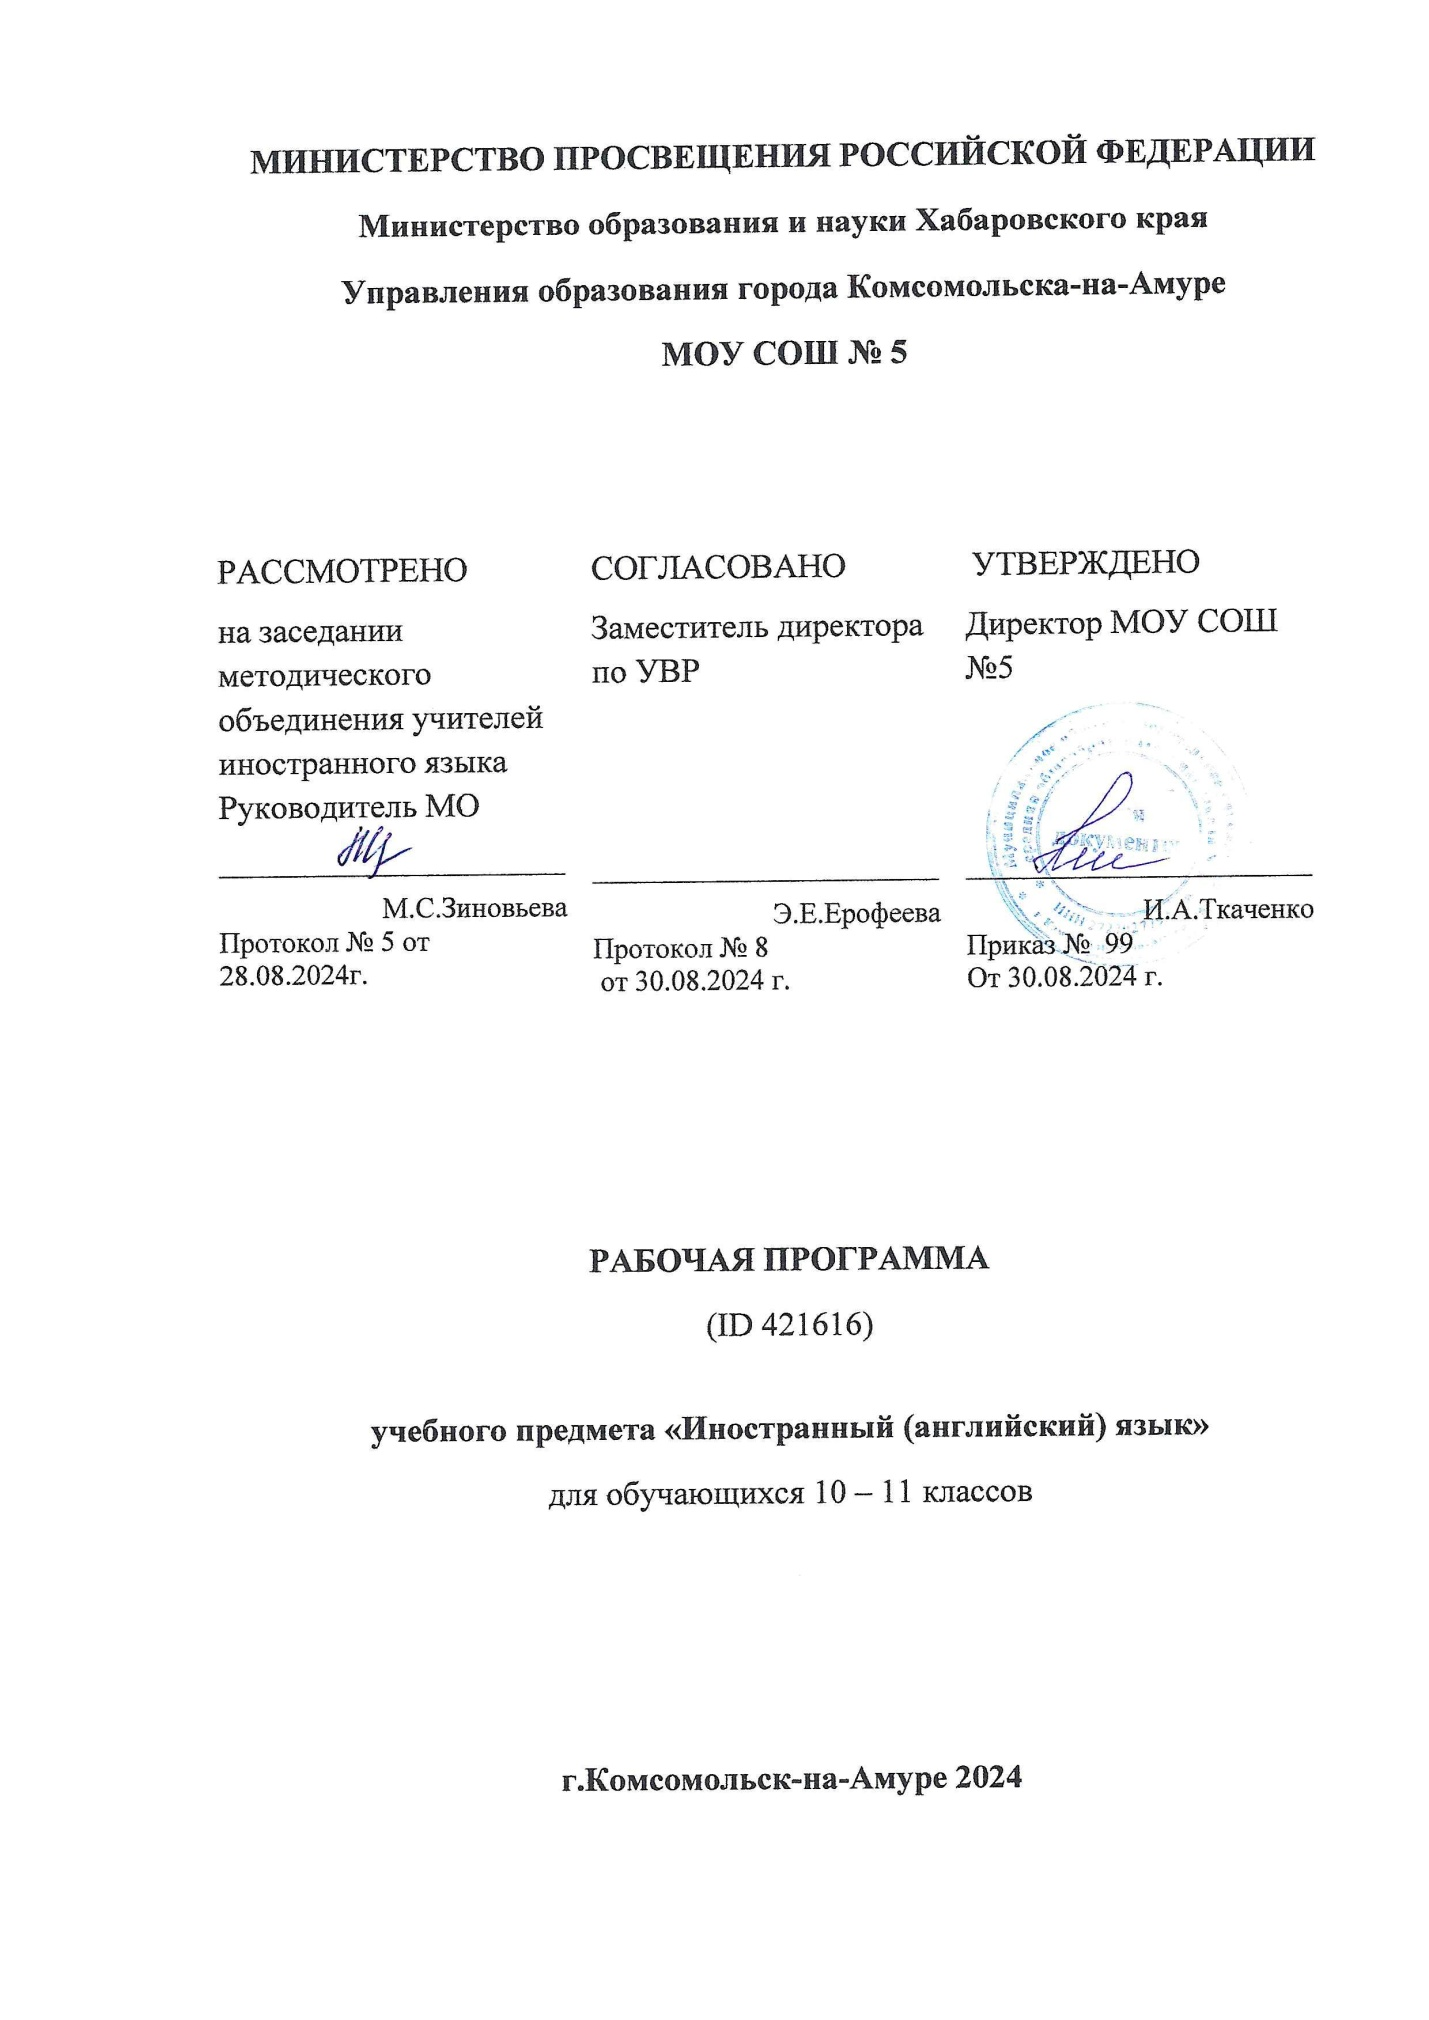 МИНИСТЕРСТВО ПРОСВЕЩЕНИЯ РОССИЙСКОЙ ФЕДЕРАЦИИ
Министерство образования и науки Хабаровского края
Управления образования города Комсомольска-на-Амуре
МОУ СОШ № 5
РАССМОТРЕНО
на заседании
методического
объединения учителей
иностранного языка
Руководитель МО
М.С.Зиновьева
Протокол № 5 от
28.08.2024г.
СОГЛАСОВАНО
Заместитель директора
по УВР
Э.Е.Ерофеева
Протокол № 8
от 30.08.2024 г.
УТВЕРЖДЕНО
Директор МОУ СОШ
№5
И.А.Ткаченко
Приказ № 99
От 30.08.2024 г.
РАБОЧАЯ ПРОГРАММА
(ID 421616)
учебного предмета «Иностранный (английский) язык»
для обучающихся 10 – 11 классов
г.Комсомольск-на-Амуре 2024